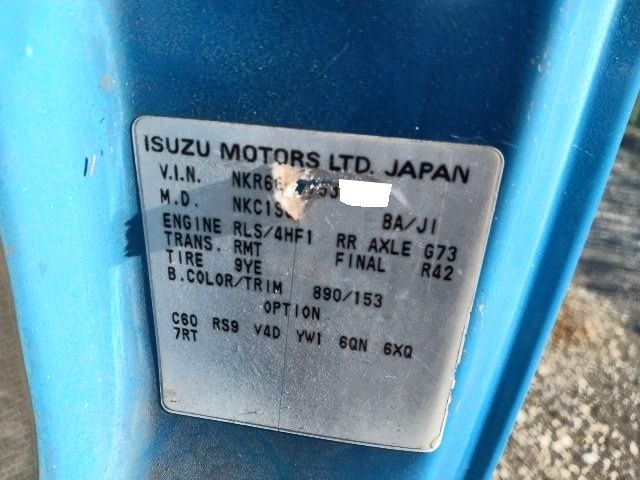 ISUZU MOTORS LTD. JAPAN
V.I.N. NKR66
M.D. NKC1S BA/JI
ENGINE RLS/4HF1 RR AXLE G73
TRANS. RMT FINAL R42
TIRE 9YE
B.COLOR/TRIM 890/153
OPTION
C60 RS9 V4D YW1 6QN 6XQ
7RT